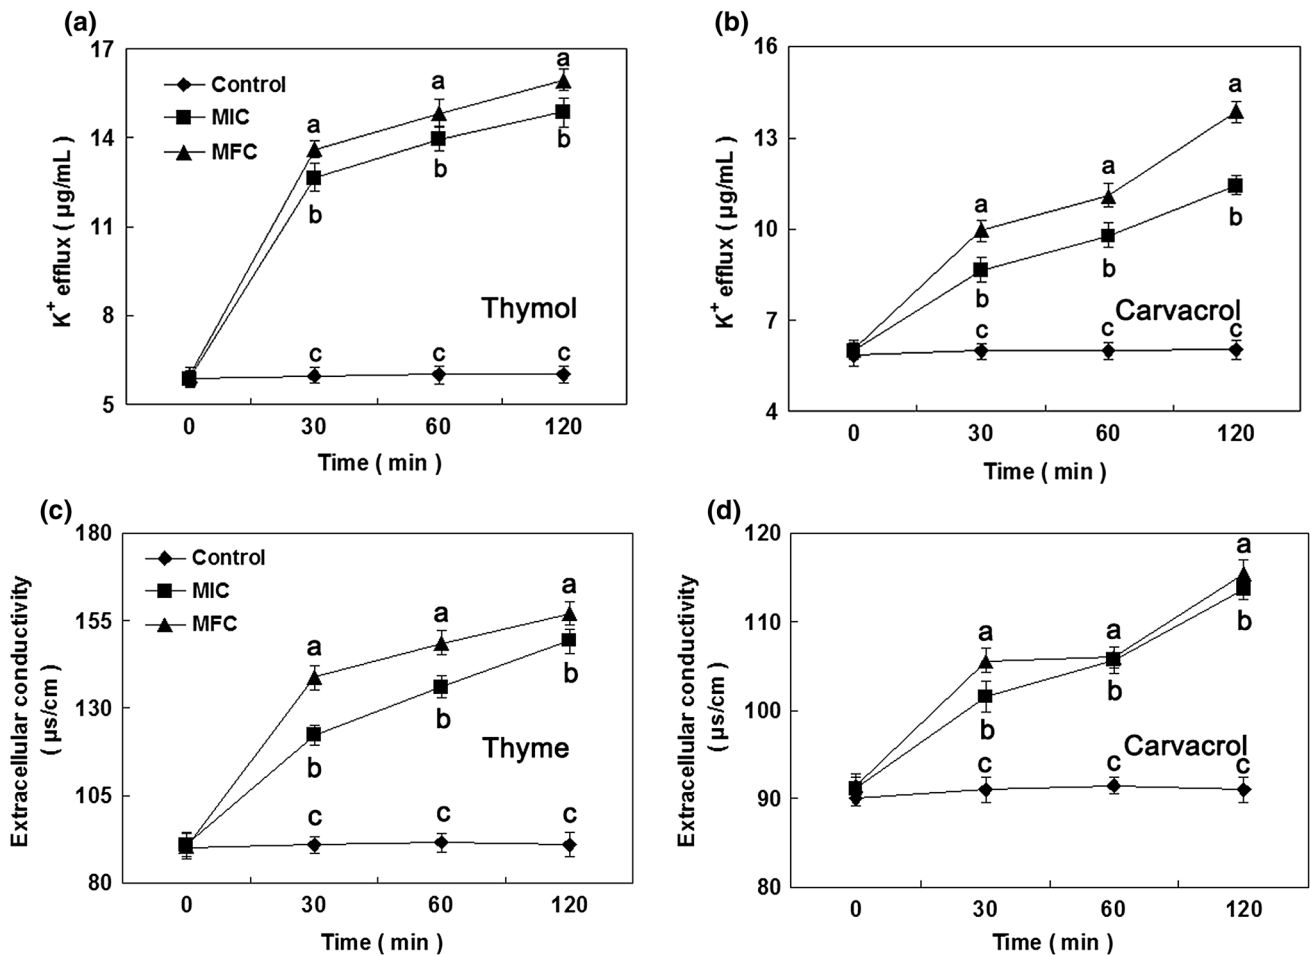 (a)
17
14
11
8
5
K+ efflux ( µg/mL )
Control
MIC
MFC
a
a
a
b
b
b
Thymol
c
c
c
0 30 60 120
Time ( min )
(b)
16
13
10
7
4
K+ efflux ( µg/mL )
a
a
a
b
b
b
Carvacrol
c
c
c
0 30 60 120
Time ( min )
(c)
180
155
130
105
80
Extracellular conductivity
( µs/cm )
Control
MIC
MFC
a
a
a
b
b
b
Thyme
c
c
c
0 30 60 120
Time ( min )
(d)
120
110
100
90
80
Extracellular conductivity
( µs/cm )
a
a
a
b
b
b
Carvacrol
c
c
c
0 30 60 120
Time ( min )